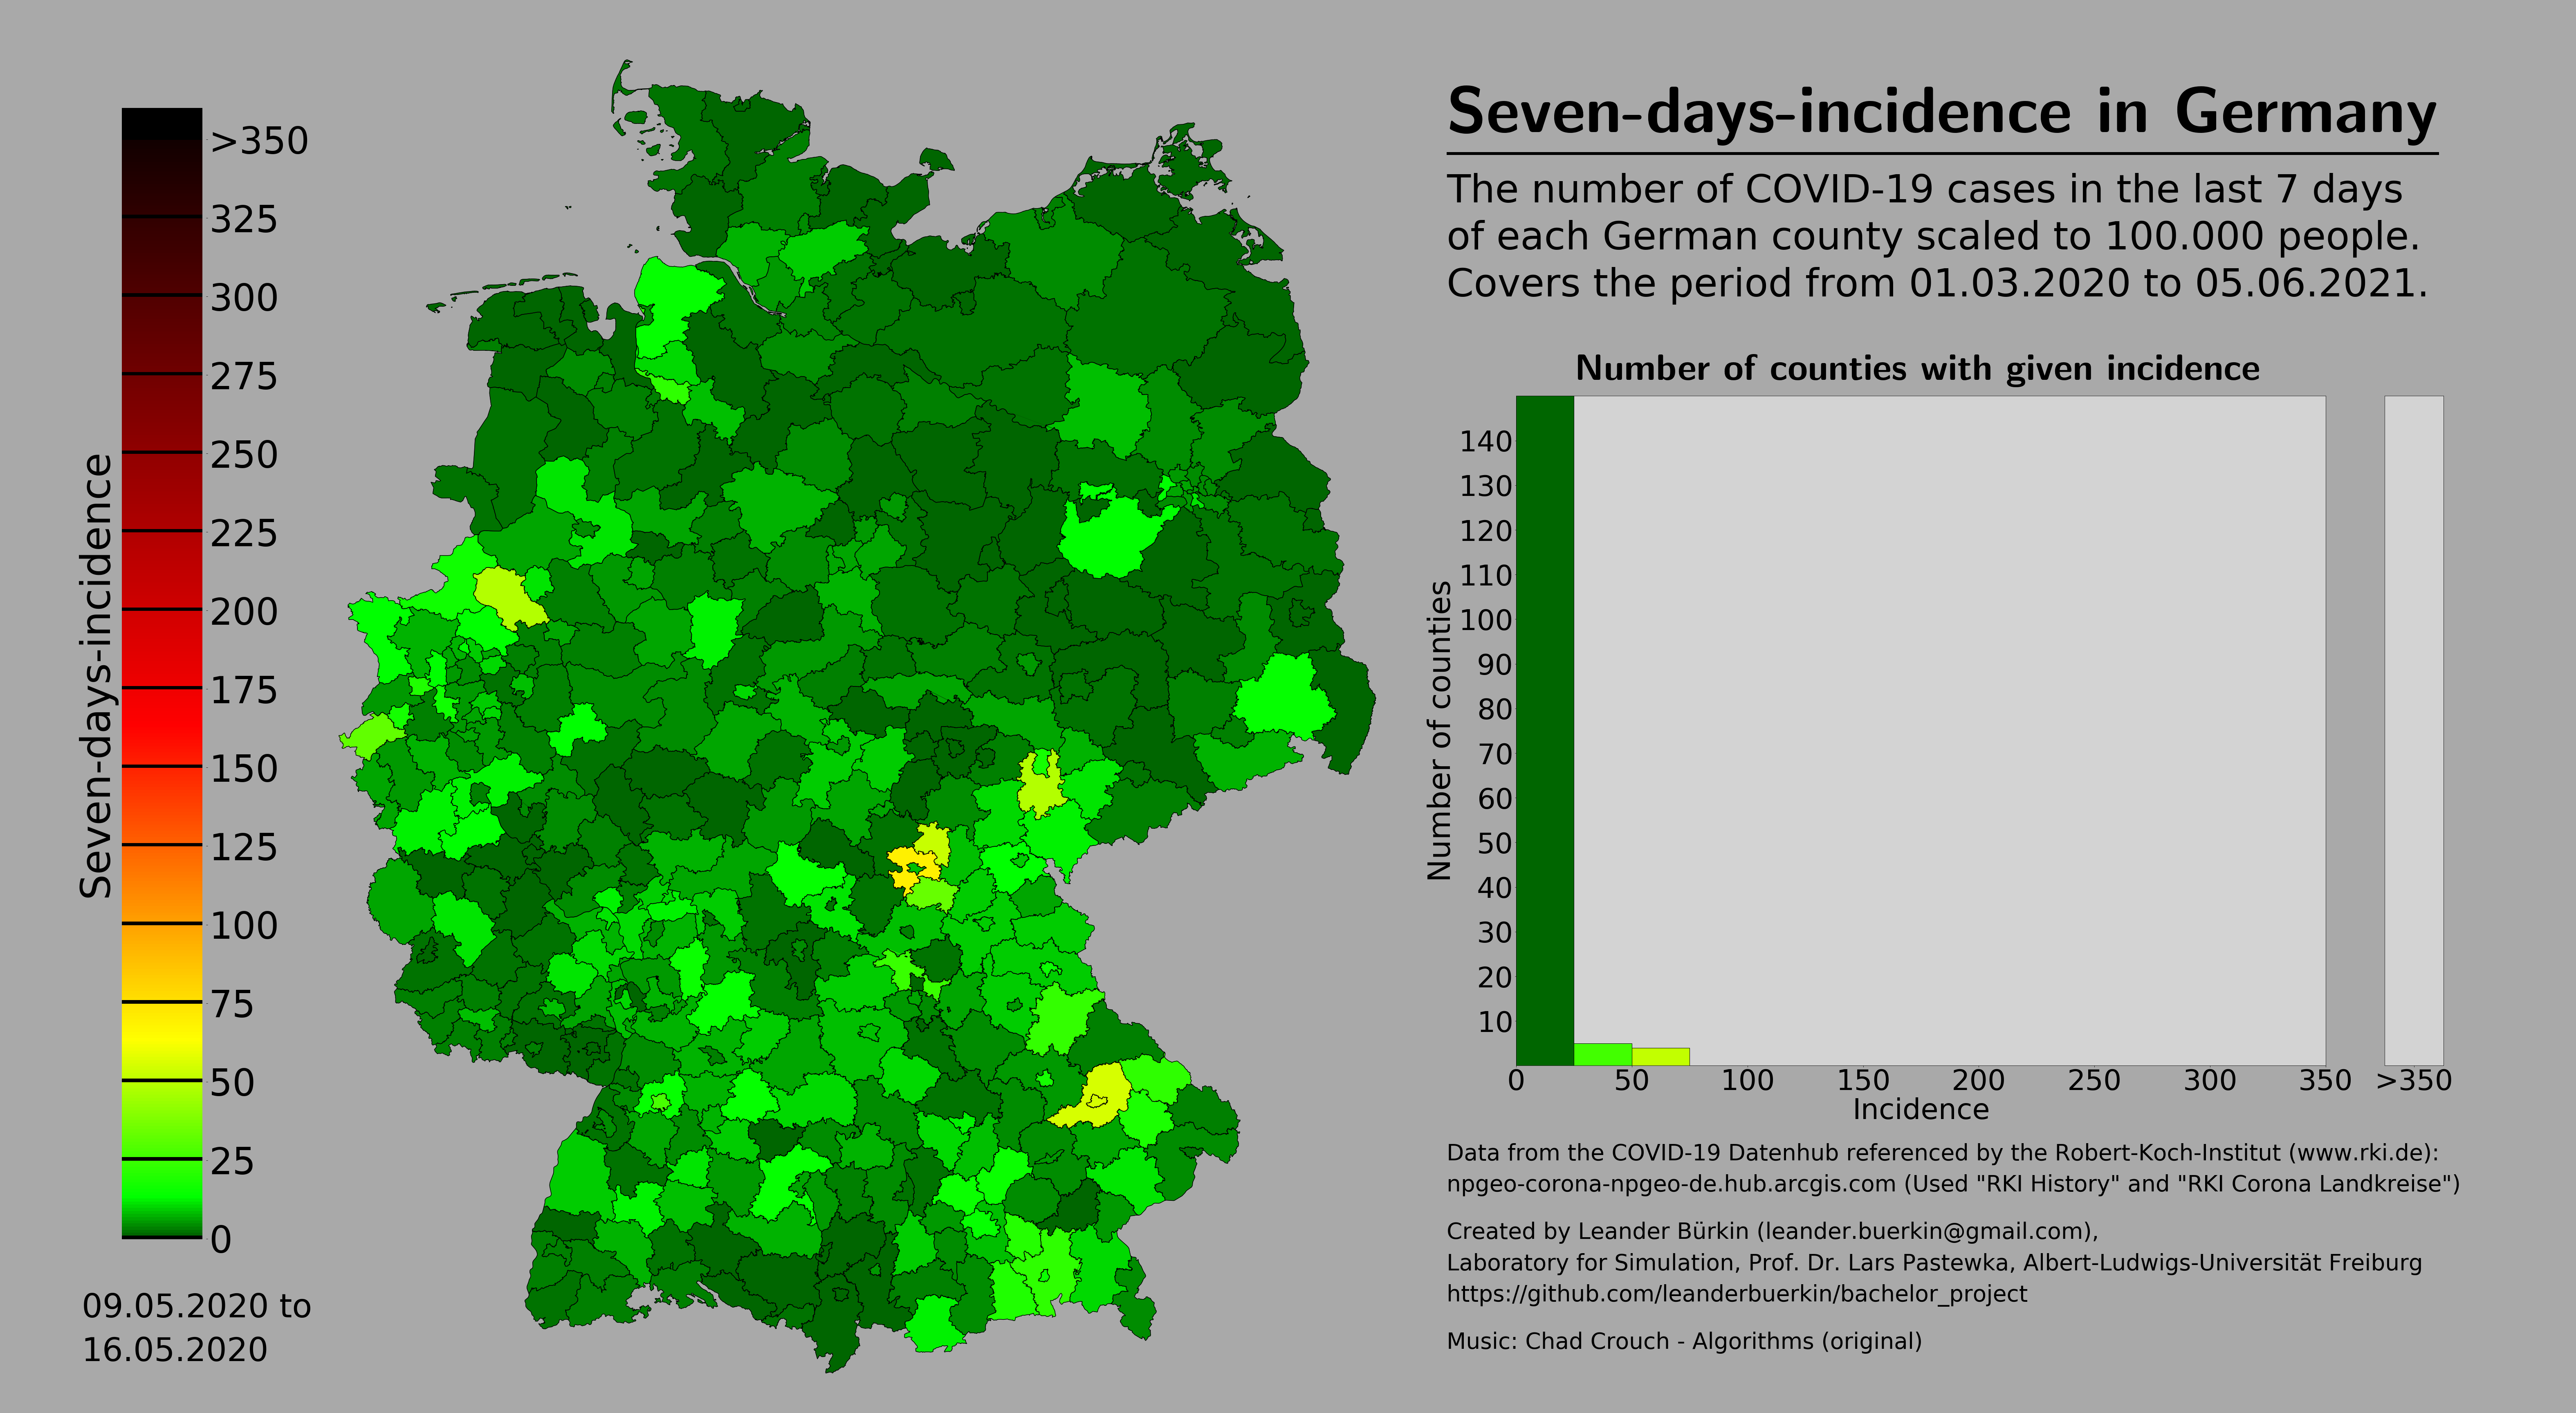 Seven-days-incidence in Germany
The number of COVID-19 cases in the last 7 days
of each German county scaled to 100.000 people.
Covers the period from 01.03.2020 to 05.06.2021.
Seven-days-incidence
>350
325
300
275
250
225
200
175
150
125
100
75
50
25
0
09.05.2020 to
16.05.2020
Number of counties with given incidence
Number of counties
140
130
120
110
100
90
80
70
60
50
40
30
20
10
0 50 100 150 200 250 300 350 >350
Incidence
Data from the COVID-19 Datenhub referenced by the Robert-Koch-Institut (www.rki.de):
npgeo-corona-npgeo-de.hub.arcgis.com (Used "RKI History" and "RKI Corona Landkreise")
Created by Leander Bürkin (leander.buerkin@gmail.com),
Laboratory for Simulation, Prof. Dr. Lars Pastewka, Albert-Ludwigs-Universität Freiburg
https://github.com/leanderbuerkin/bachelor_project
Music: Chad Crouch - Algorithms (original)